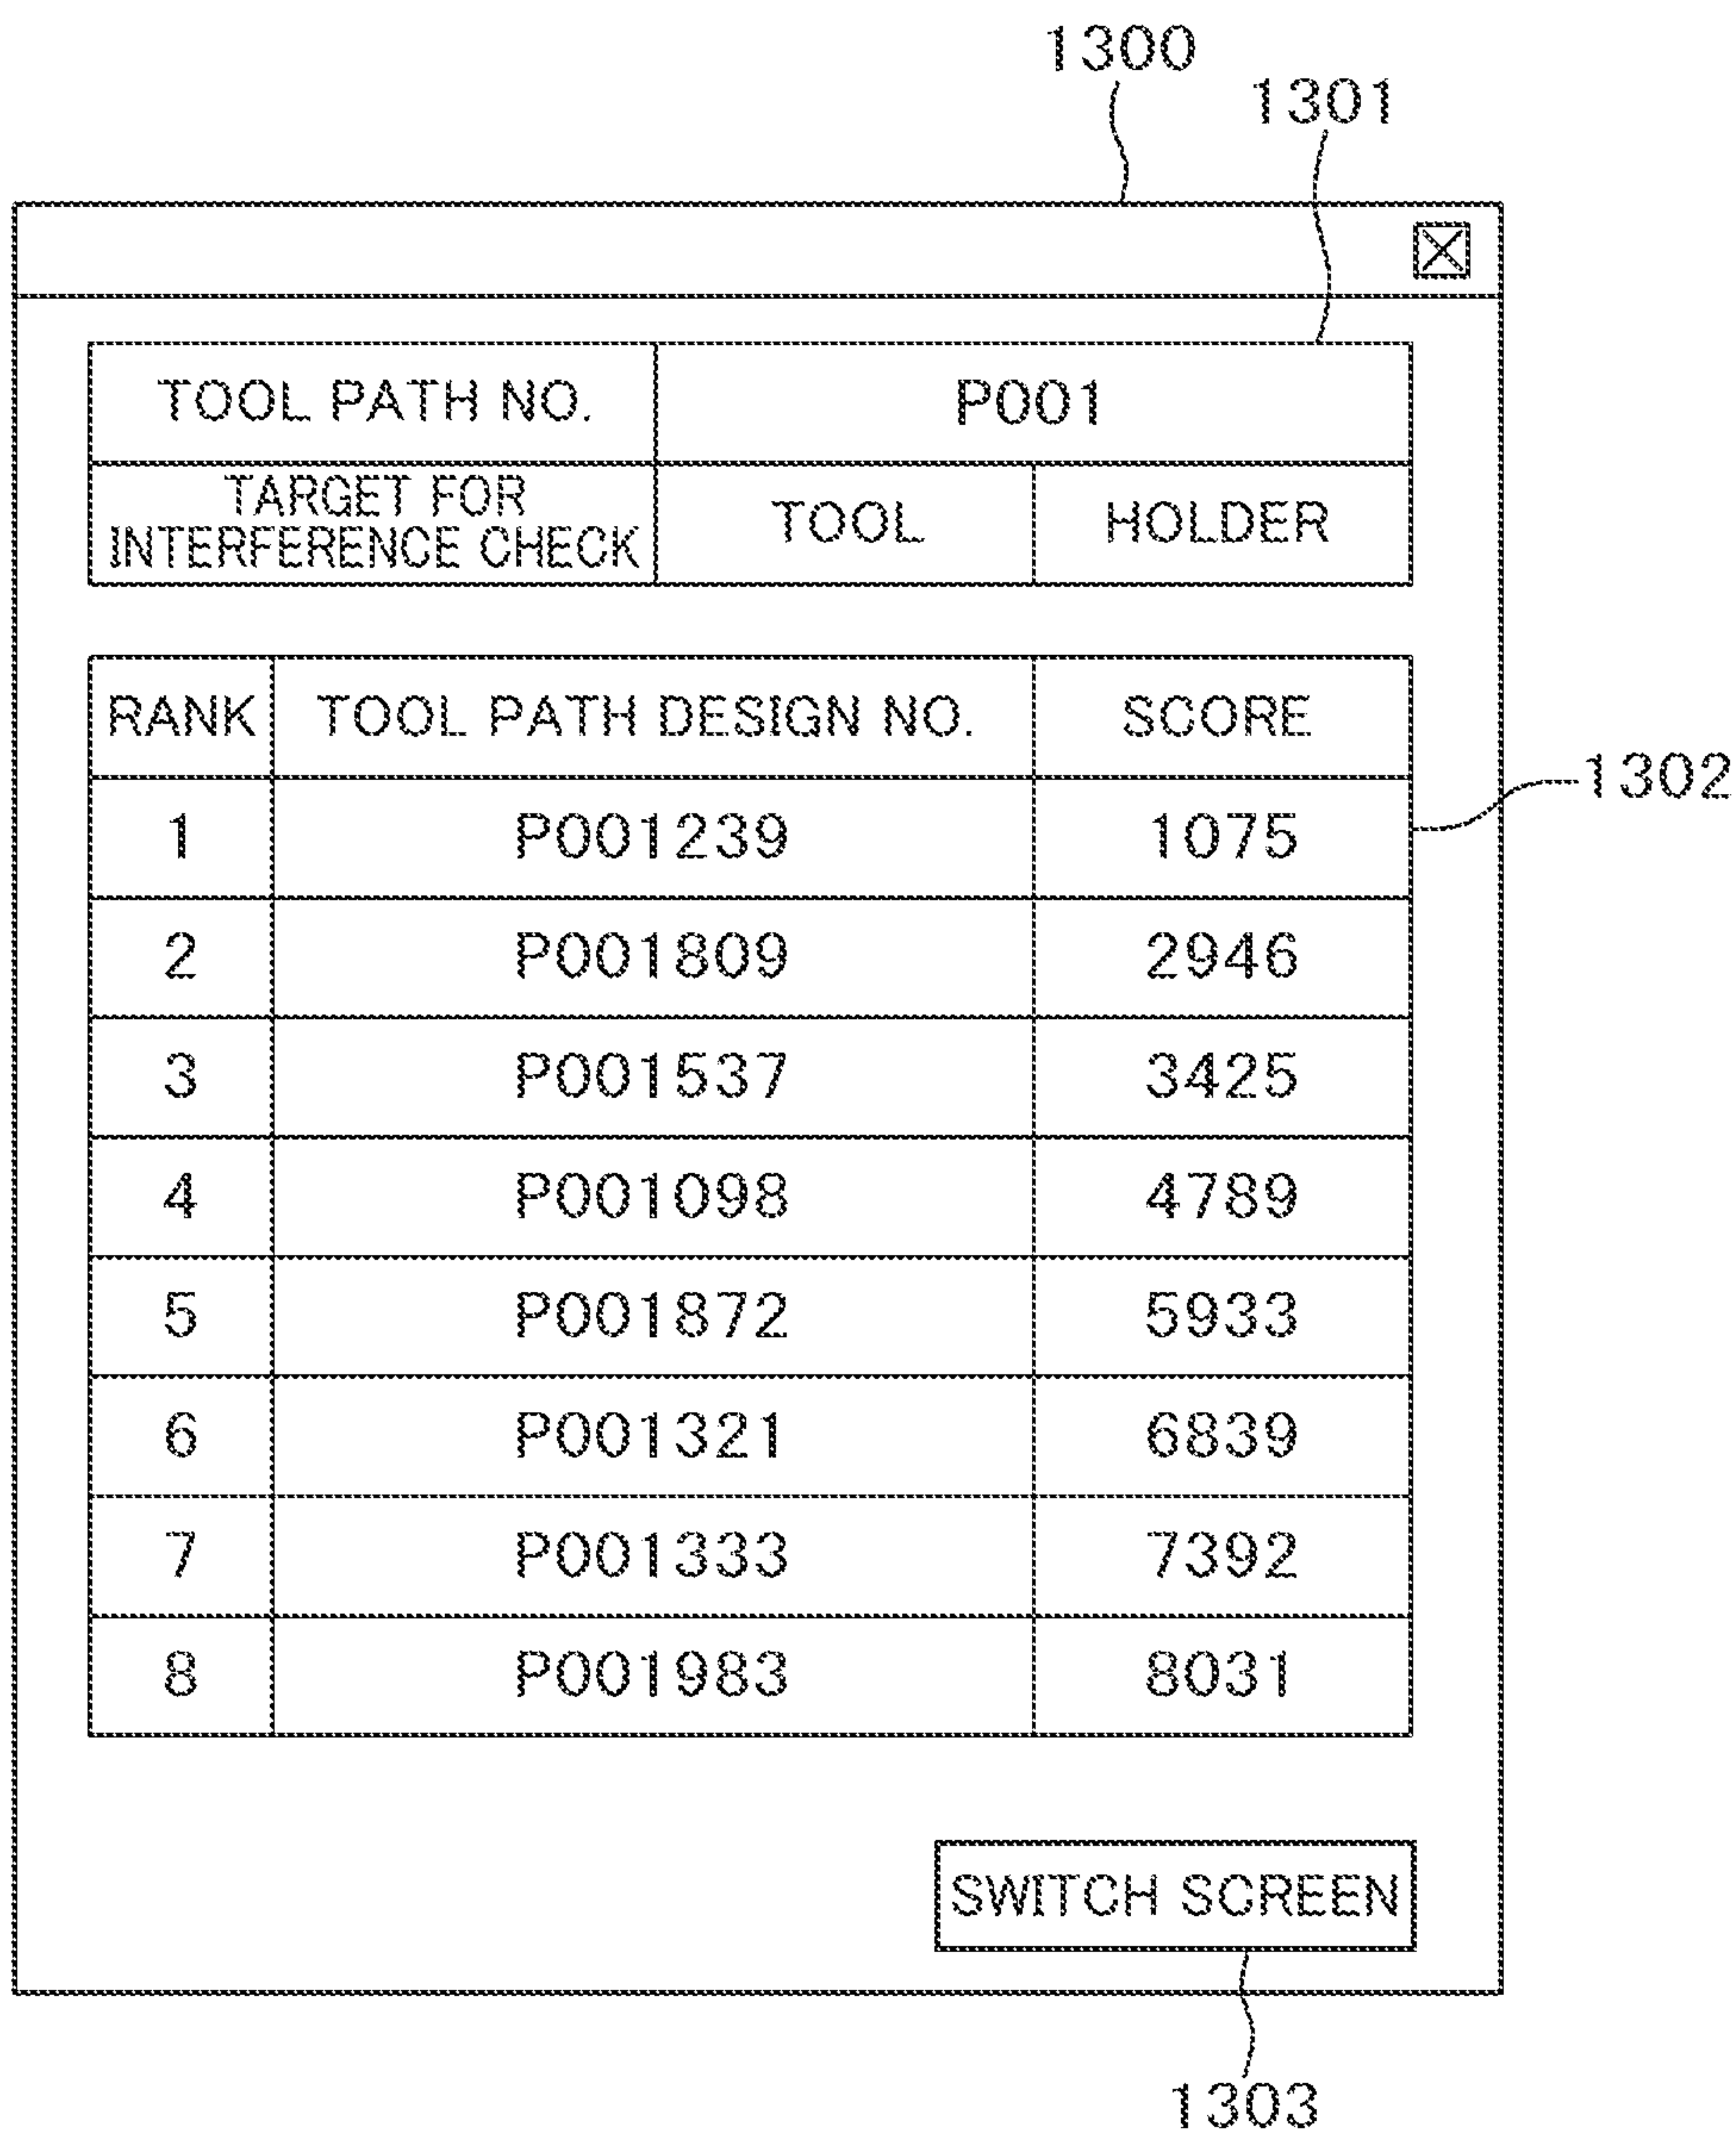 1300
1301
TOOL PATH NO. P001
TARGET FOR
INTERFERENCE CHECK TOOL HOLDER
RANK TOOL PATH DESIGN NO. SCORE
1302
1 P001239 1075
2 P001809 2946
3 P001537 3425
4 P001098 4789
5 P001872 5933
6 P001321 6839
7 P001333 7392
8 P001983 8031
SWITCH SCREEN
1303